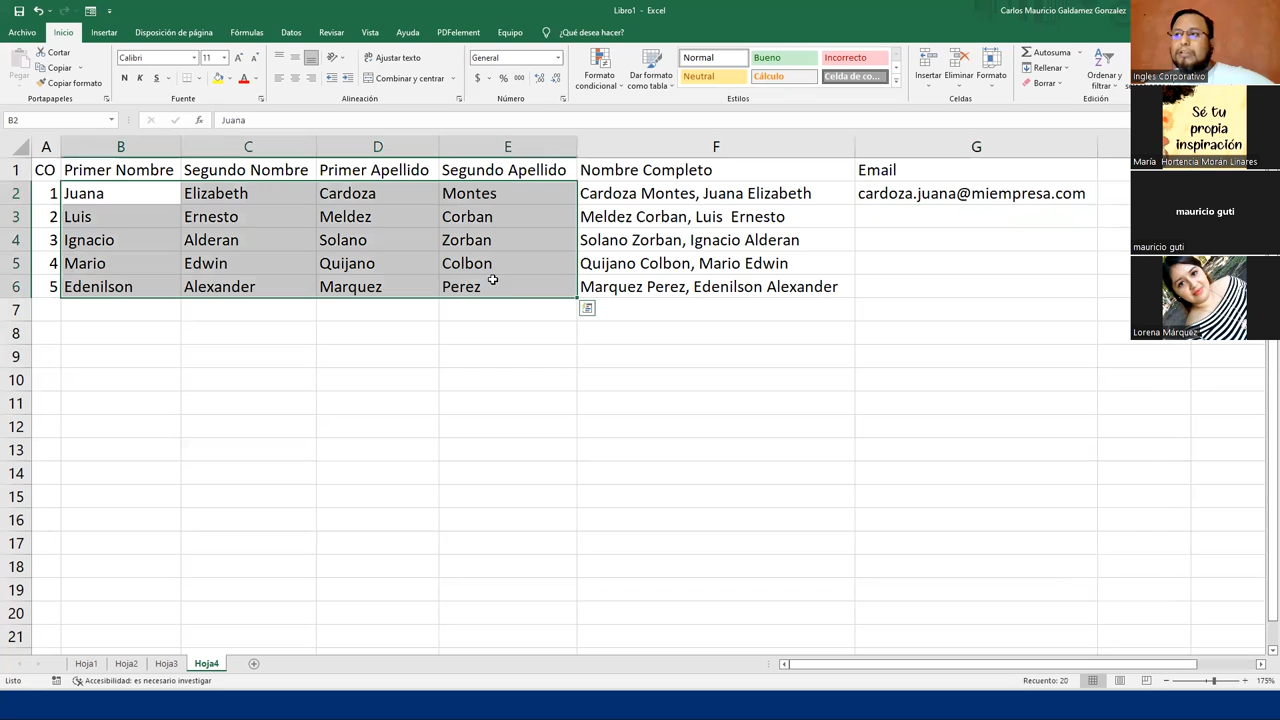 Libro1 - Excel
Carlos Mauricio Galdamez Gonzalez
Archivo Inicio Insertar Disposición de página Fórmulas Datos Revisar Vista Ayuda PDFelement Equipo ¿Qué desea hacer?
Cortar
Copiar
Copiar formato
Pegar
Portapapeles
Calibri 11
N K S
Fuente
Ajustar texto
Combinar y centrar
Alineación
General
$ % 000
Número
Formato condicional
Dar formato como tabla
Normal Bueno Incorrecto
Neutral Cálculo Celda de co...
Estilos
Insertar Eliminar Formato
Celdas
Autosuma
Rellenar
Borrar
Ordenar y filtrar
Edición
Ingles Corporativo
Sé tu
propia
inspiración
María Hortencia Morán Linares
mauricio guti
mauricio guti
Lorena Márquez
B2 fx Juana
A B C D E F G
1 CO Primer Nombre Segundo Nombre Primer Apellido Segundo Apellido Nombre Completo Email
2 1 Juana Elizabeth Cardoza Montes Cardoza Montes, Juana Elizabeth cardoza.juana@miempresa.com
3 2 Luis Ernesto Meldez Corban Meldez Corban, Luis  Ernesto
4 3 Ignacio Alderan Solano Zorban Solano Zorban, Ignacio Alderan
5 4 Mario Edwin Quijano Colbon Quijano Colbon, Mario Edwin
6 5 Edenilson Alexander Marquez Perez Marquez Perez, Edenilson Alexander
7
8
9
10
11
12
13
14
15
16
17
18
19
20
21
Hoja1 Hoja2 Hoja3 Hoja4
Listo Accesibilidad: es necesario investigar Recuento: 20 175%